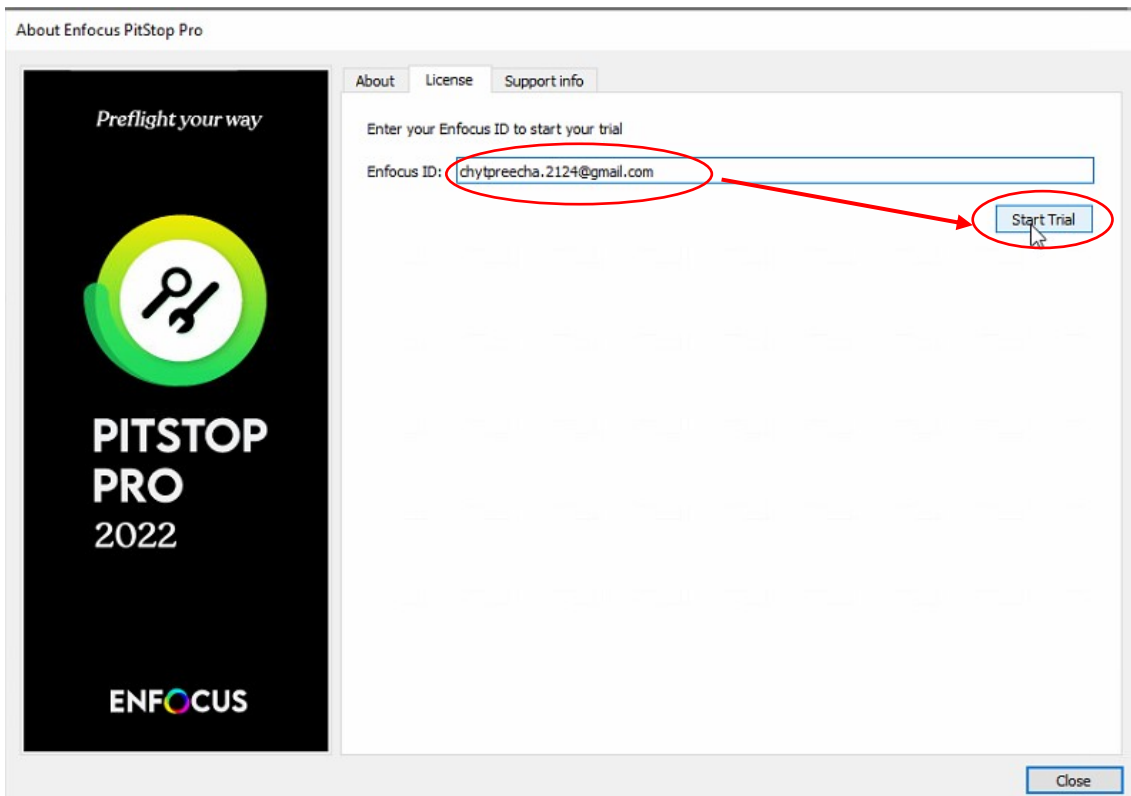 About Enfocus PitStop Pro
Preflight your way
PITSTOP
PRO
2022
ENFOCUS
About License Support info
Enter your Enfocus ID to start your trial
Enfocus ID: chytpreecha.2124@gmail.com
Start Trial
Close